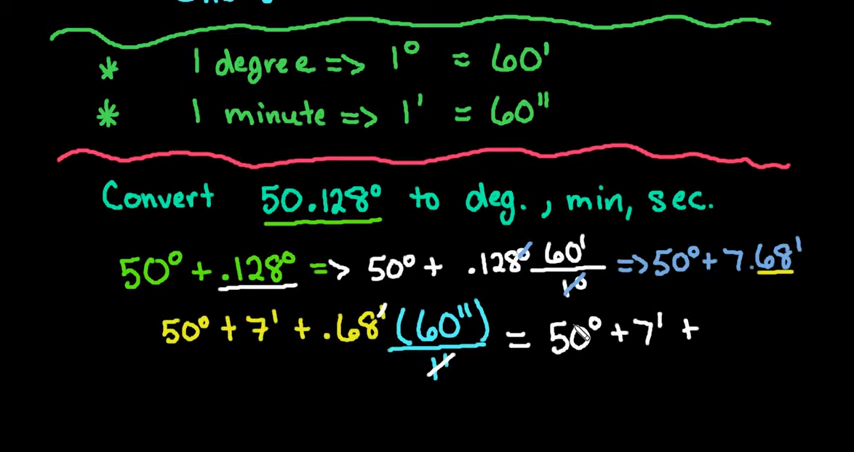 * 1 degree => 1° = 60'
* 1 minute => 1' = 60"
Convert 50.128° to deg., min, sec.
50° + .128° => 50° + .128° 60'/1° => 50° + 7.68'
50° + 7' + .68' (60")/1' = 50° + 7' +